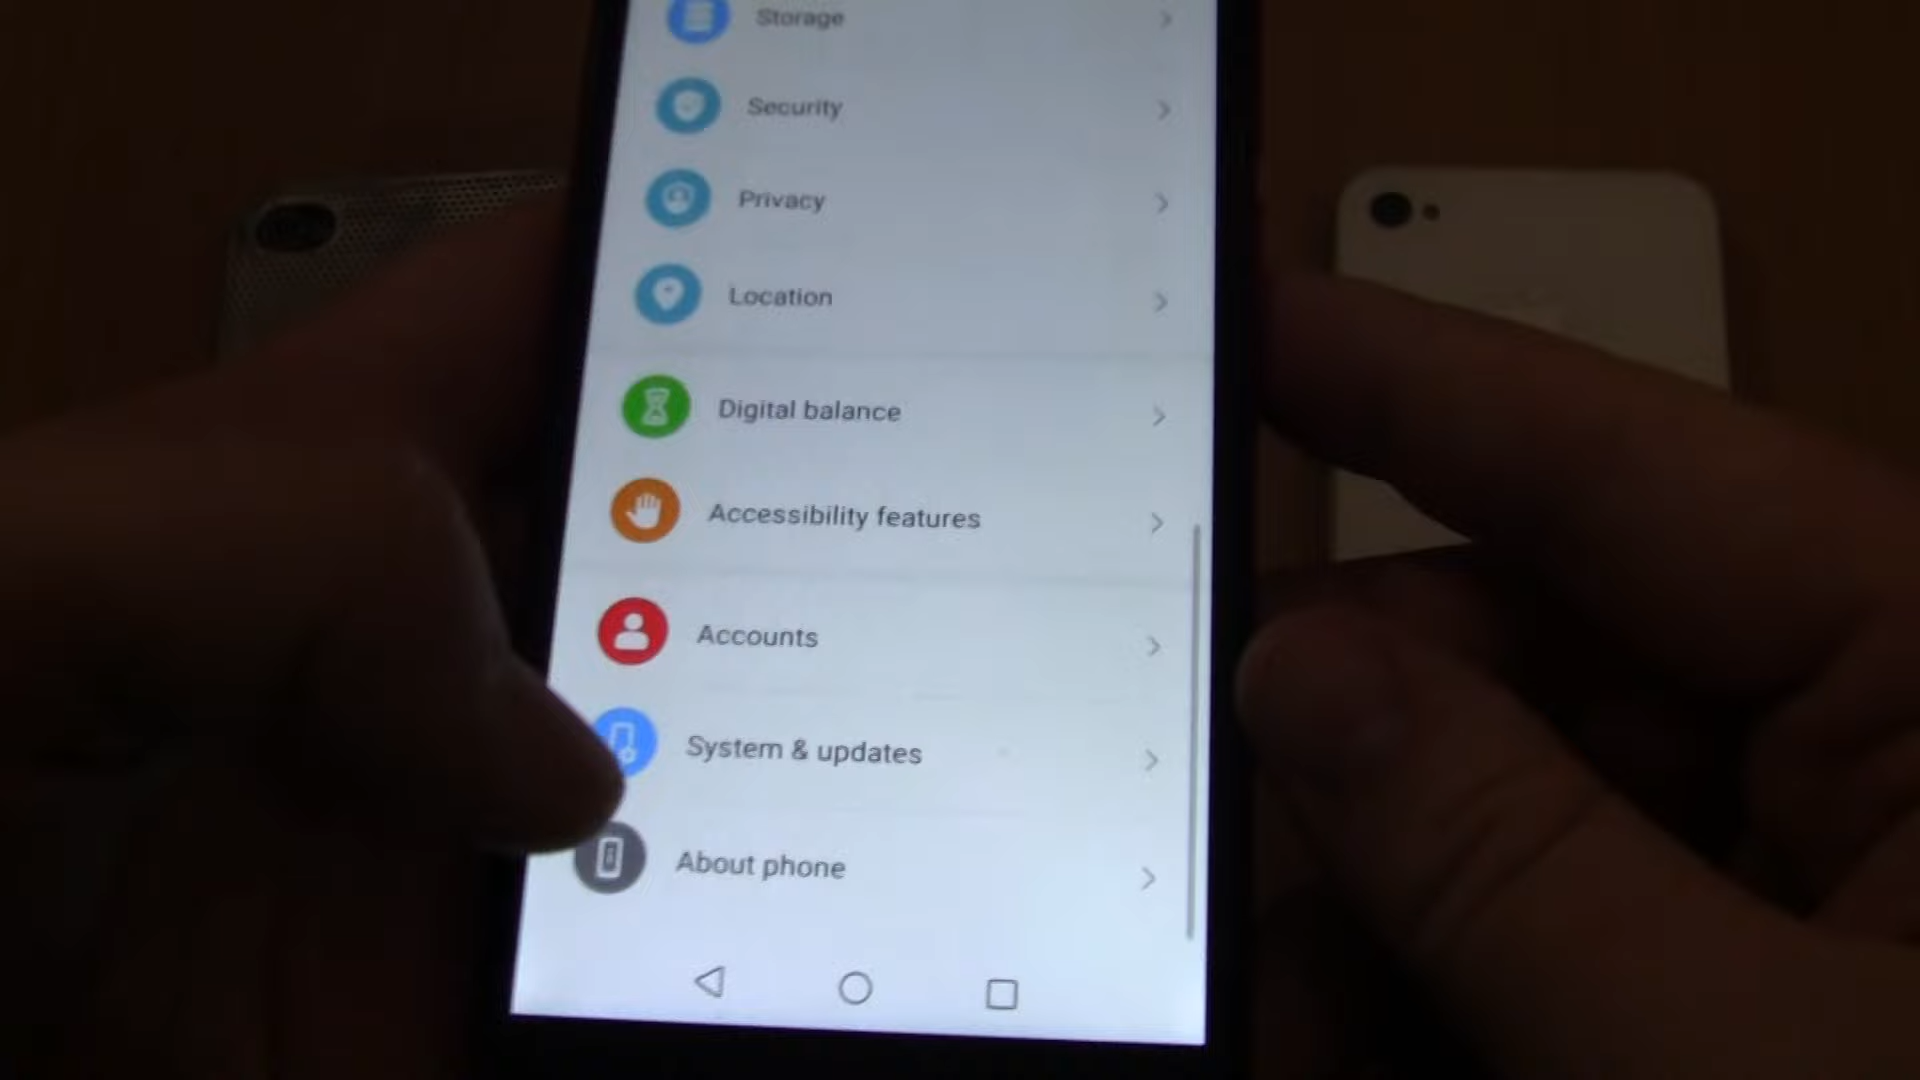 Storage
Security
Privacy
Location
Digital balance
Accessibility features
Accounts
System & updates
About phone